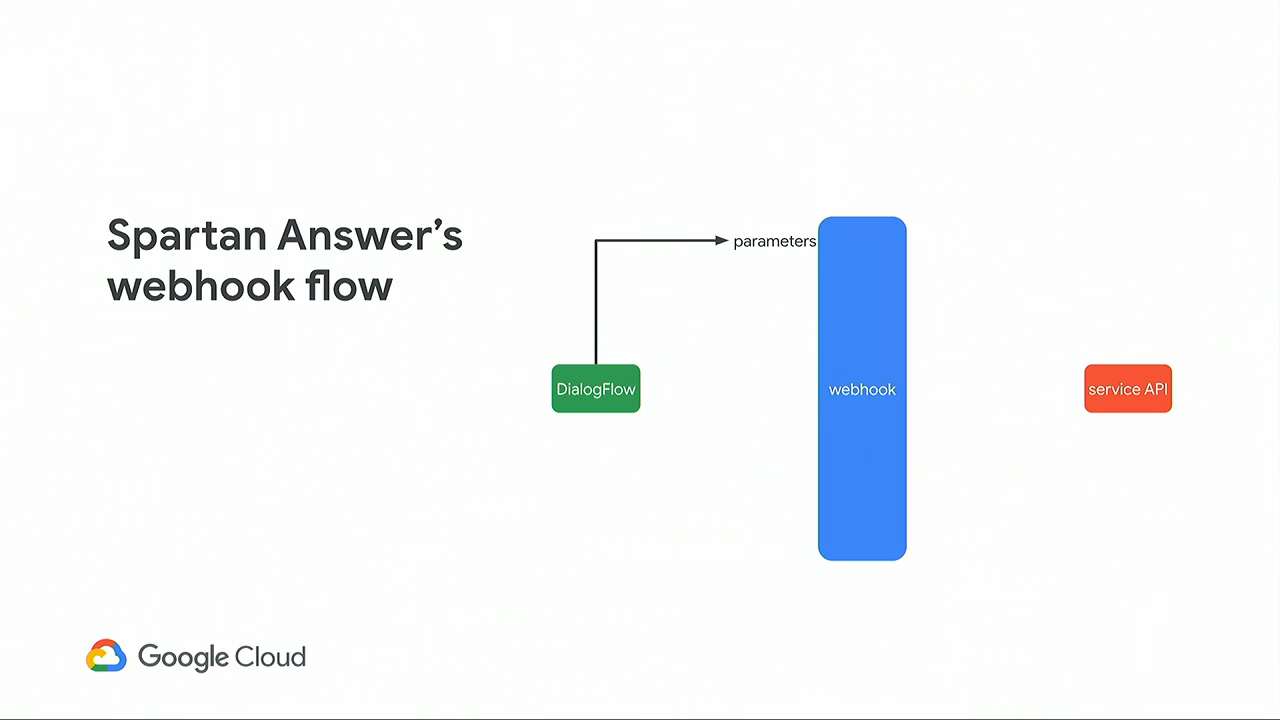 Spartan Answer's
webhook flow
parameters
DialogFlow
webhook
service API
Google Cloud